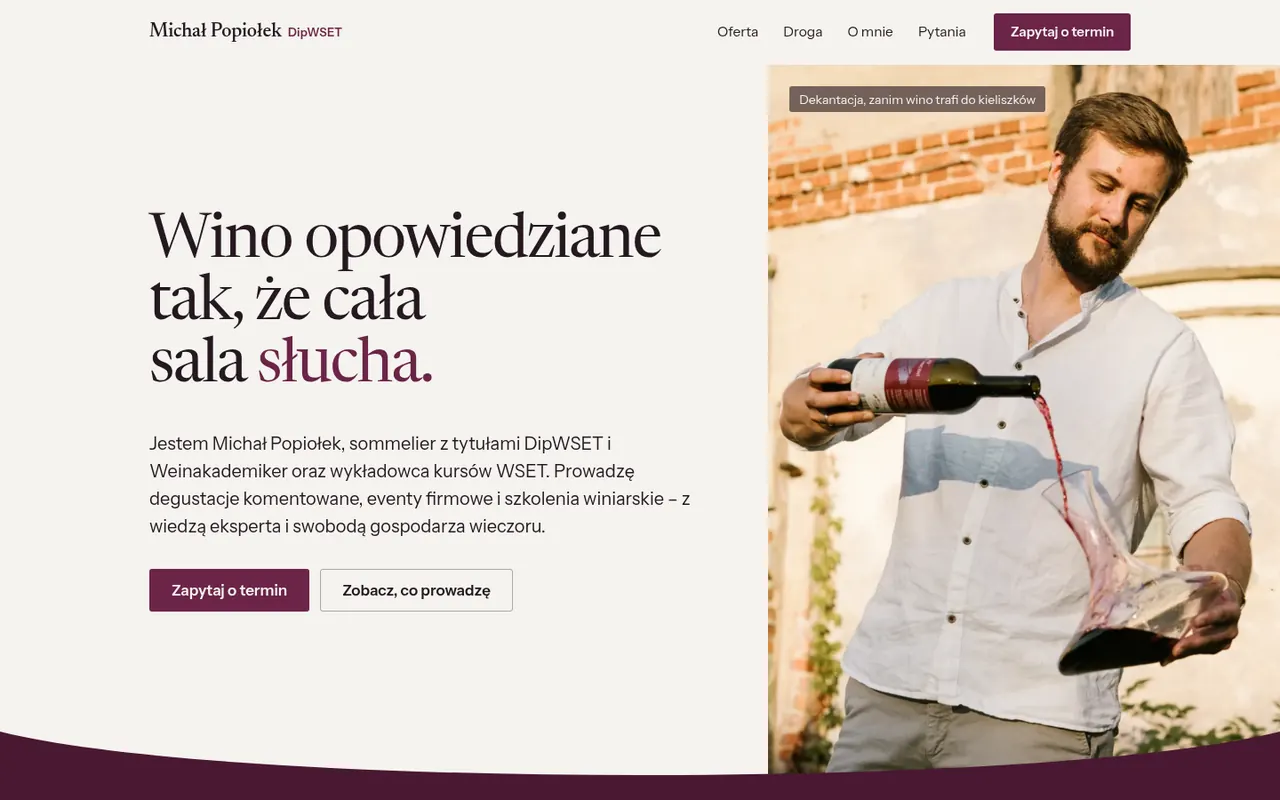 Michał Popiołek DipWSET
Oferta
Droga
O mnie
Pytania
Zapytaj o termin
Dekantacja, zanim wino trafi do kieliszków
Wino opowiedziane
tak, że cała
sala słucha.
Jestem Michał Popiołek, sommelier z tytułami DipWSET i
Weinakademiker oraz wykładowca kursów WSET. Prowadzę
degustacje komentowane, eventy firmowe i szkolenia winiarskie – z
wiedzą eksperta i swobodą gospodarza wieczoru.
Zapytaj o termin
Zobacz, co prowadzę